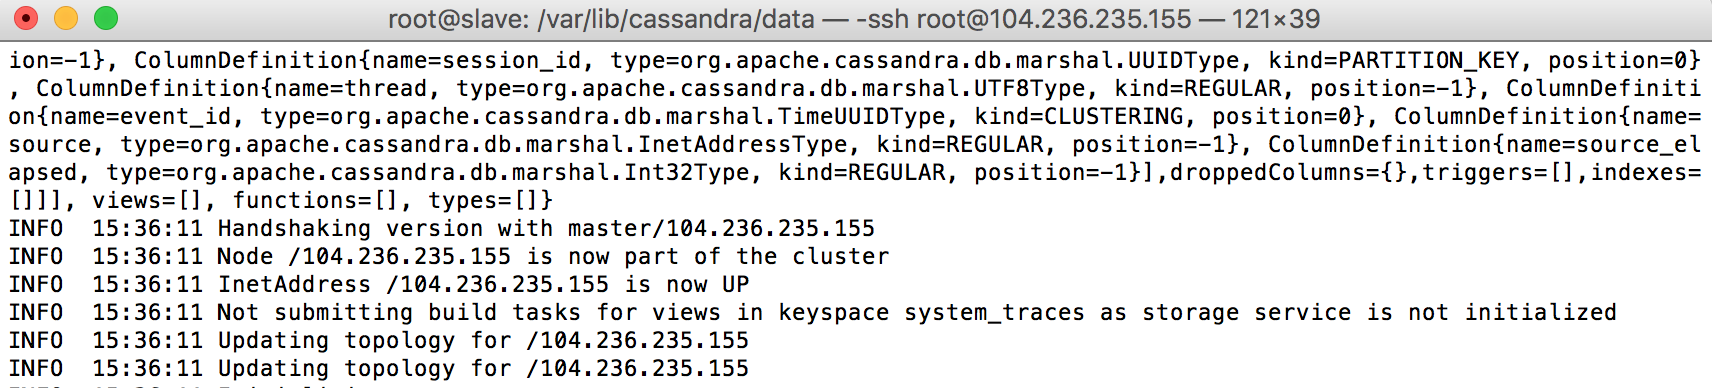 root@slave: /var/lib/cassandra/data — -ssh root@104.236.235.155 — 121×39
ion=-1}, ColumnDefinition{name=session_id, type=org.apache.cassandra.db.marshal.UUIDType, kind=PARTITION_KEY, position=0}
, ColumnDefinition{name=thread, type=org.apache.cassandra.db.marshal.UTF8Type, kind=REGULAR, position=-1}, ColumnDefiniti
on{name=event_id, type=org.apache.cassandra.db.marshal.TimeUUIDType, kind=CLUSTERING, position=0}, ColumnDefinition{name=
source, type=org.apache.cassandra.db.marshal.InetAddressType, kind=REGULAR, position=-1}, ColumnDefinition{name=source_el
apsed, type=org.apache.cassandra.db.marshal.Int32Type, kind=REGULAR, position=-1}],droppedColumns={},triggers=[],indexes=
[]]], views=[], functions=[], types=[]}
INFO  15:36:11 Handshaking version with master/104.236.235.155
INFO  15:36:11 Node /104.236.235.155 is now part of the cluster
INFO  15:36:11 InetAddress /104.236.235.155 is now UP
INFO  15:36:11 Not submitting build tasks for views in keyspace system_traces as storage service is not initialized
INFO  15:36:11 Updating topology for /104.236.235.155
INFO  15:36:11 Updating topology for /104.236.235.155